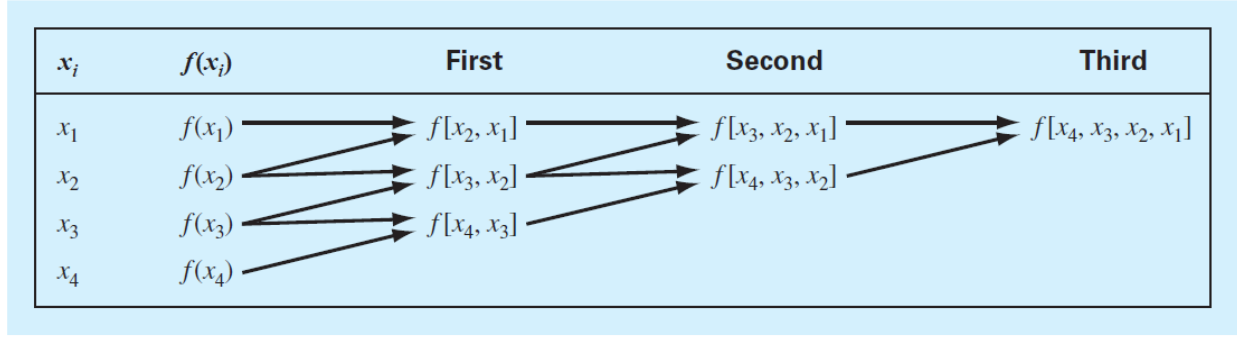 xᵢ f(xᵢ) First Second Third
x₁ f(x₁) f[x₂, x₁] f[x₃, x₂, x₁] f[x₄, x₃, x₂, x₁]
x₂ f(x₂) f[x₃, x₂] f[x₄, x₃, x₂]
x₃ f(x₃) f[x₄, x₃]
x₄ f(x₄)